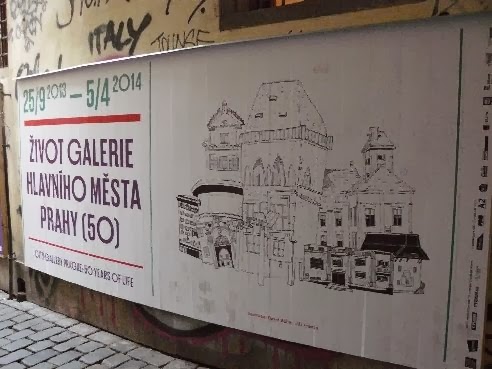 ITALY
25/9 2013 — 5/4 2014
ŽIVOT GALERIE
HLAVNÍHO MĚSTA
PRAHY (50)
CITY GALLERY PRAGUE: 50 YEARS OF LIFE